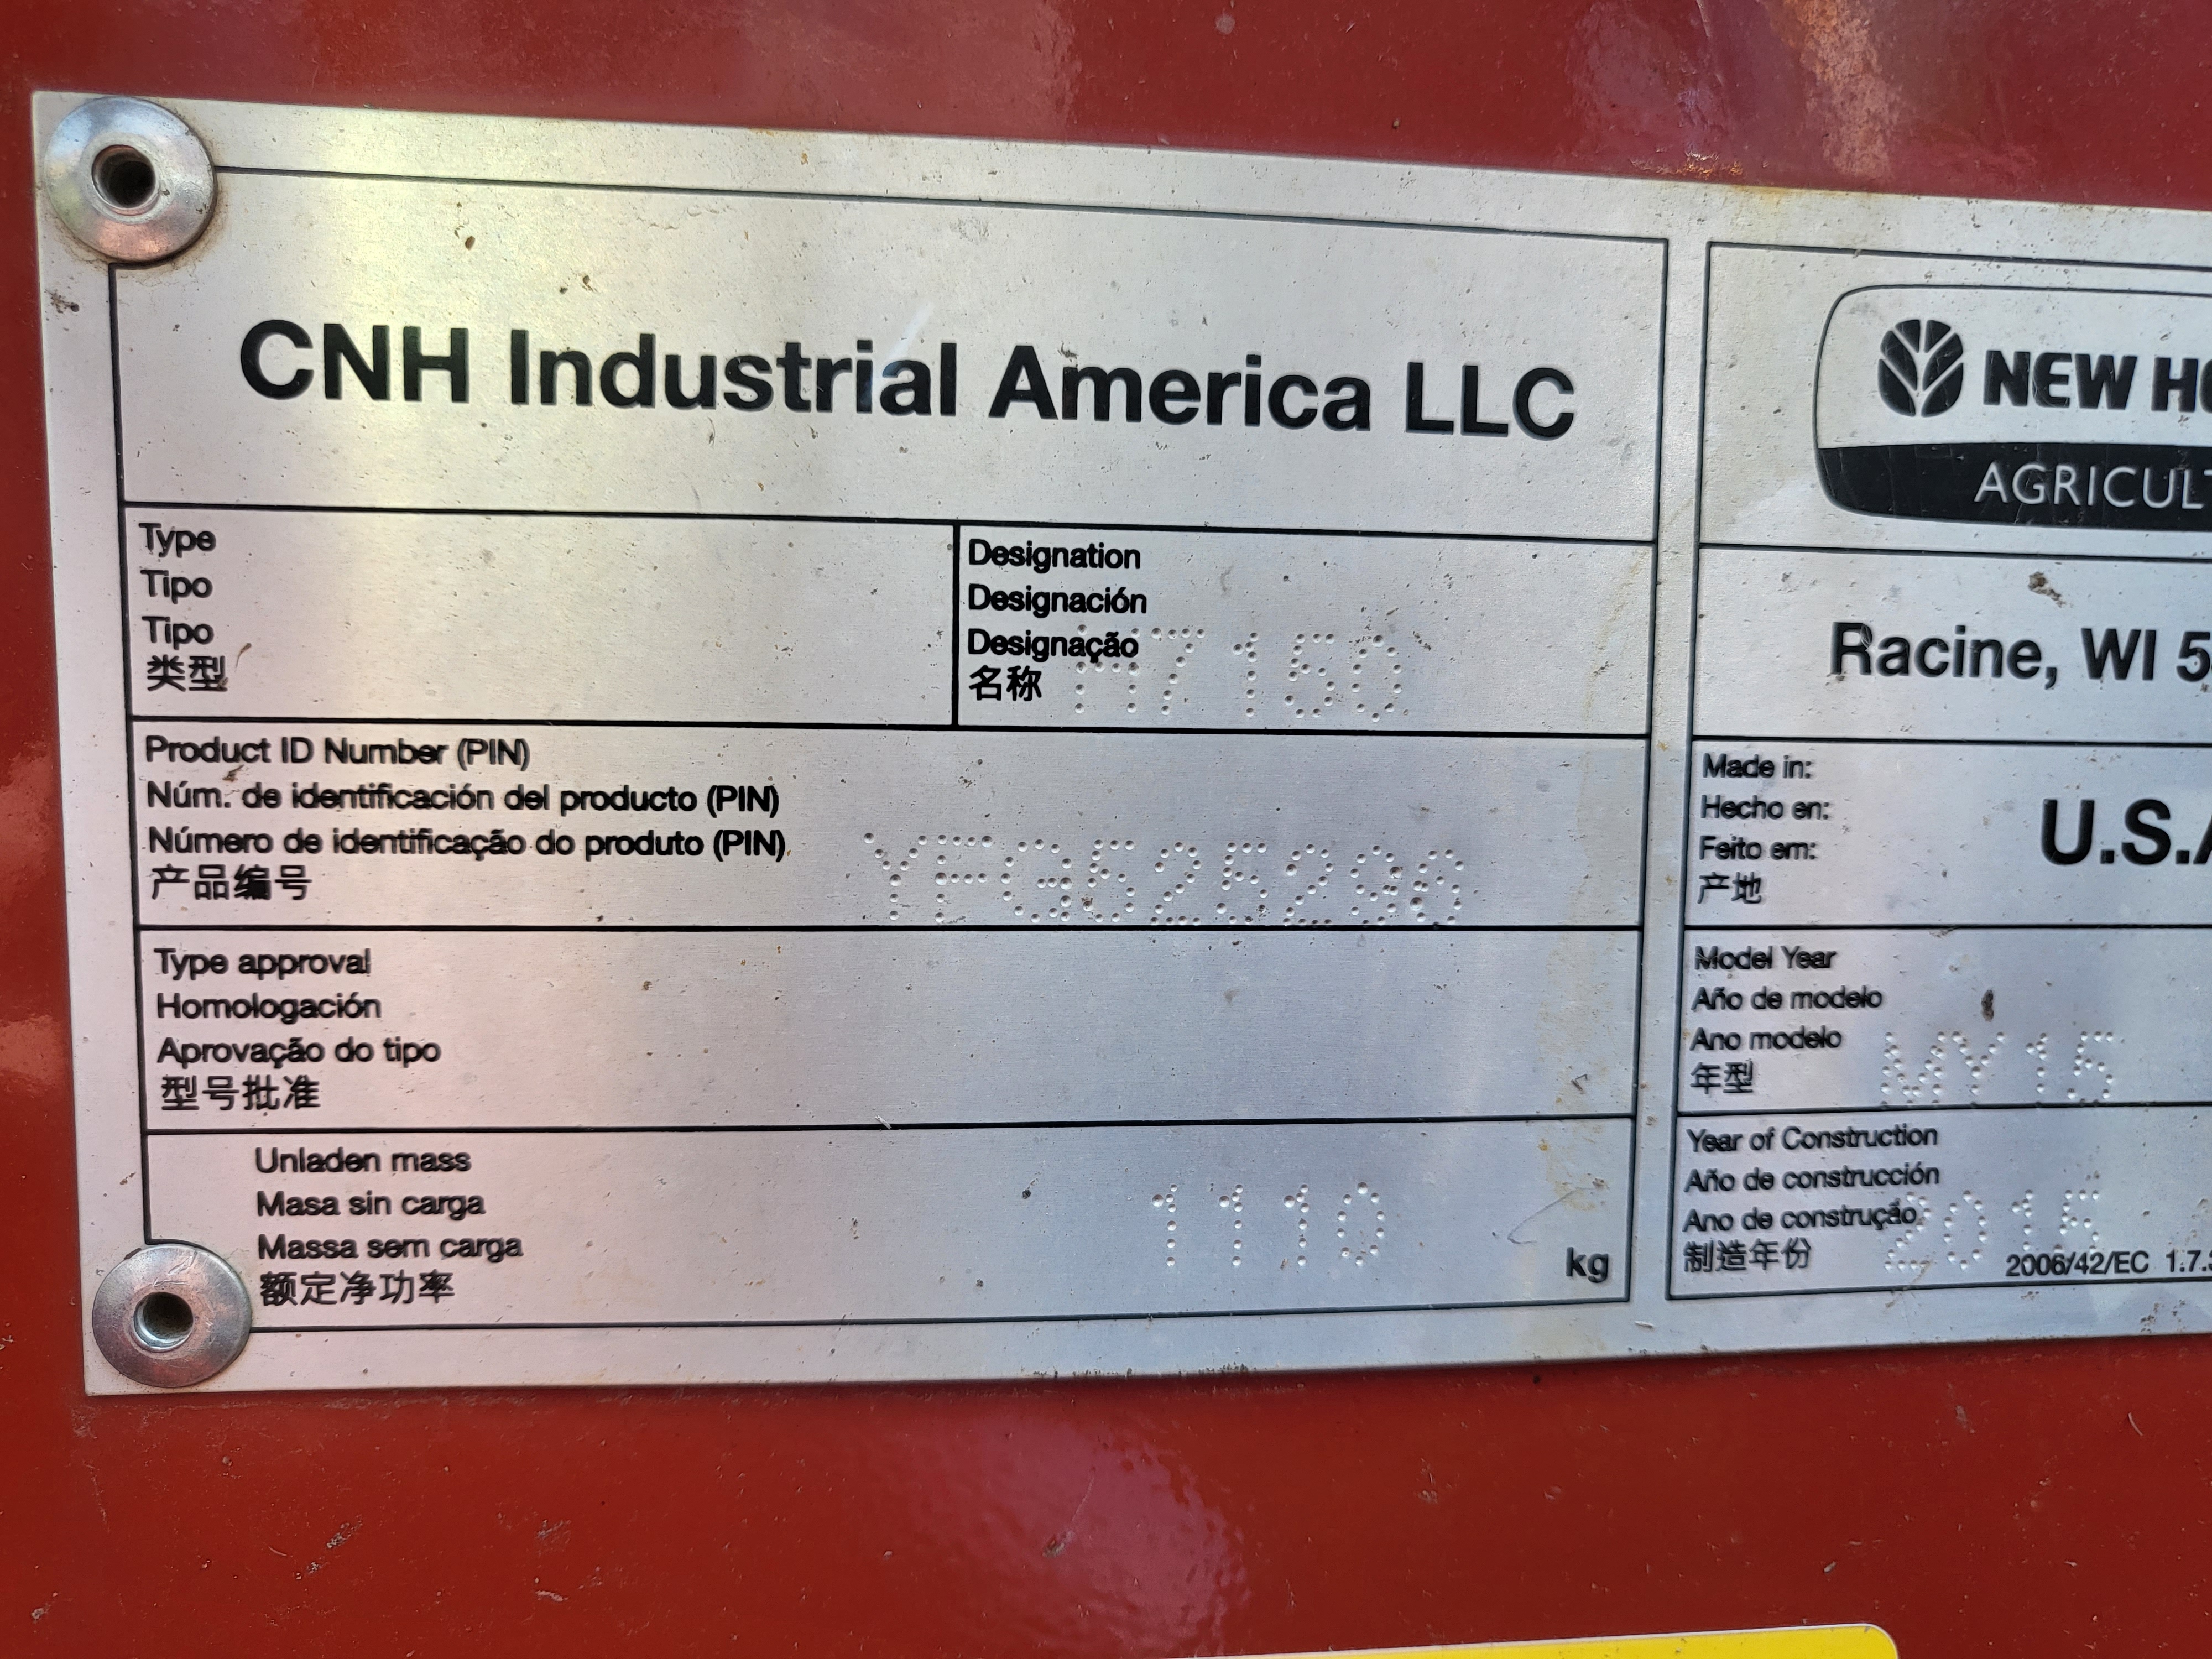 CNH Industrial America LLC
Type
Tipo
Tipo
类型
Designation
Designación
Designação
名称
H7150
Product ID Number (PIN)
Núm. de identificación del producto (PIN)
Número de identificação do produto (PIN)
产品编号
Type approval
Homologación
Aprovação do tipo
型号批准
Unladen mass
Masa sin carga
Massa sem carga
额定净功率
1110
kg
NEW HO
AGRICULT
Racine, WI 5
Made in:
Hecho en:
Feito em:
产地
U.S.A
Model Year
Año de modelo
Ano modelo
年型
MY15
Year of Construction
Año de construcción
Ano de construção
制造年份
2015
2006/42/EC 1.7.3